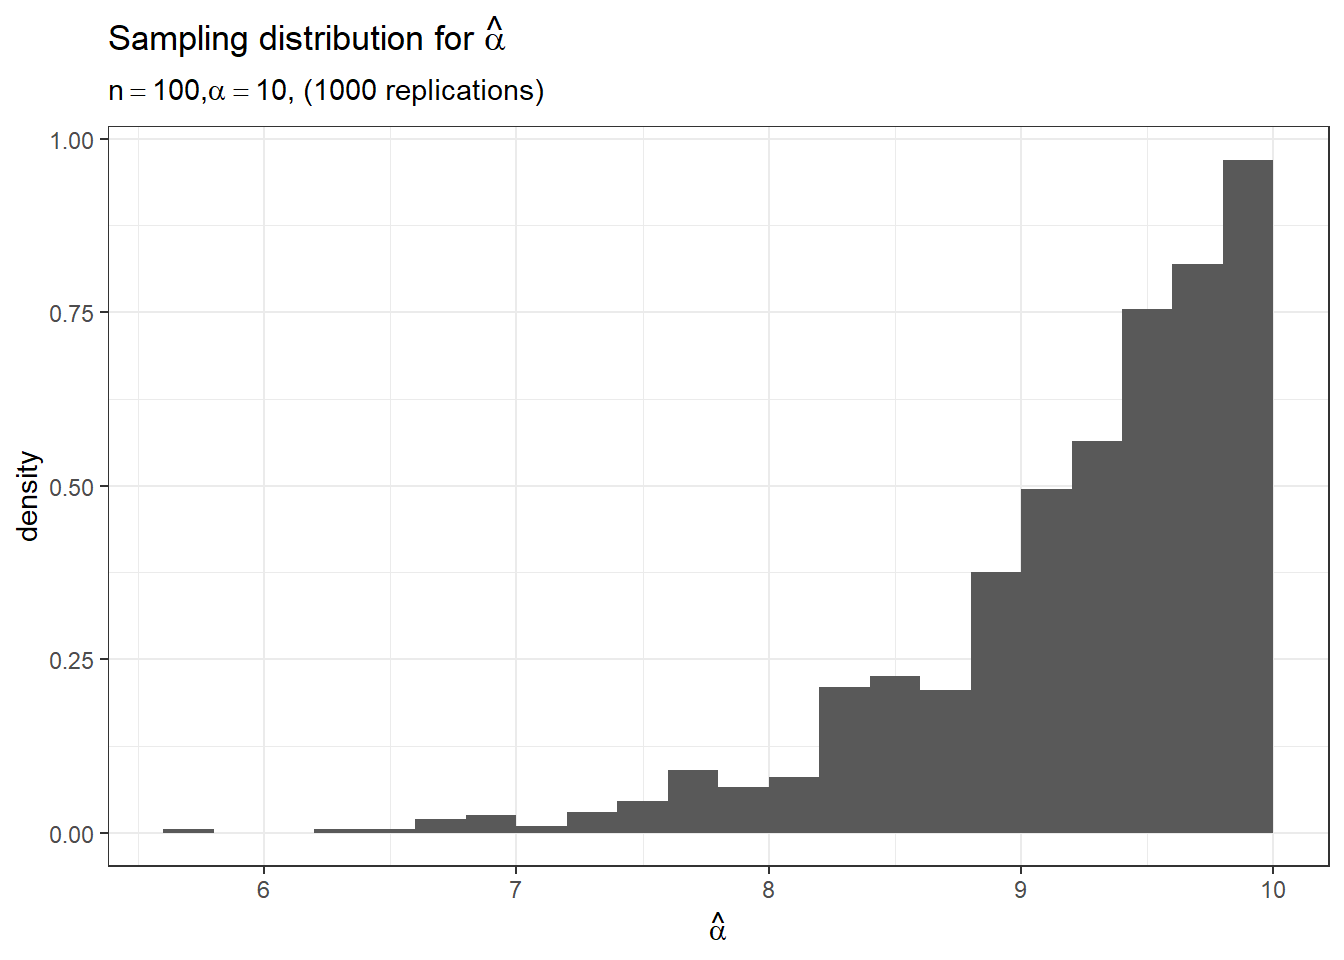 Sampling distribution for α̂
n = 100,α = 10, (1000 replications)
1.00
0.75
0.50
0.25
0.00
density
6 7 8 9 10
α̂